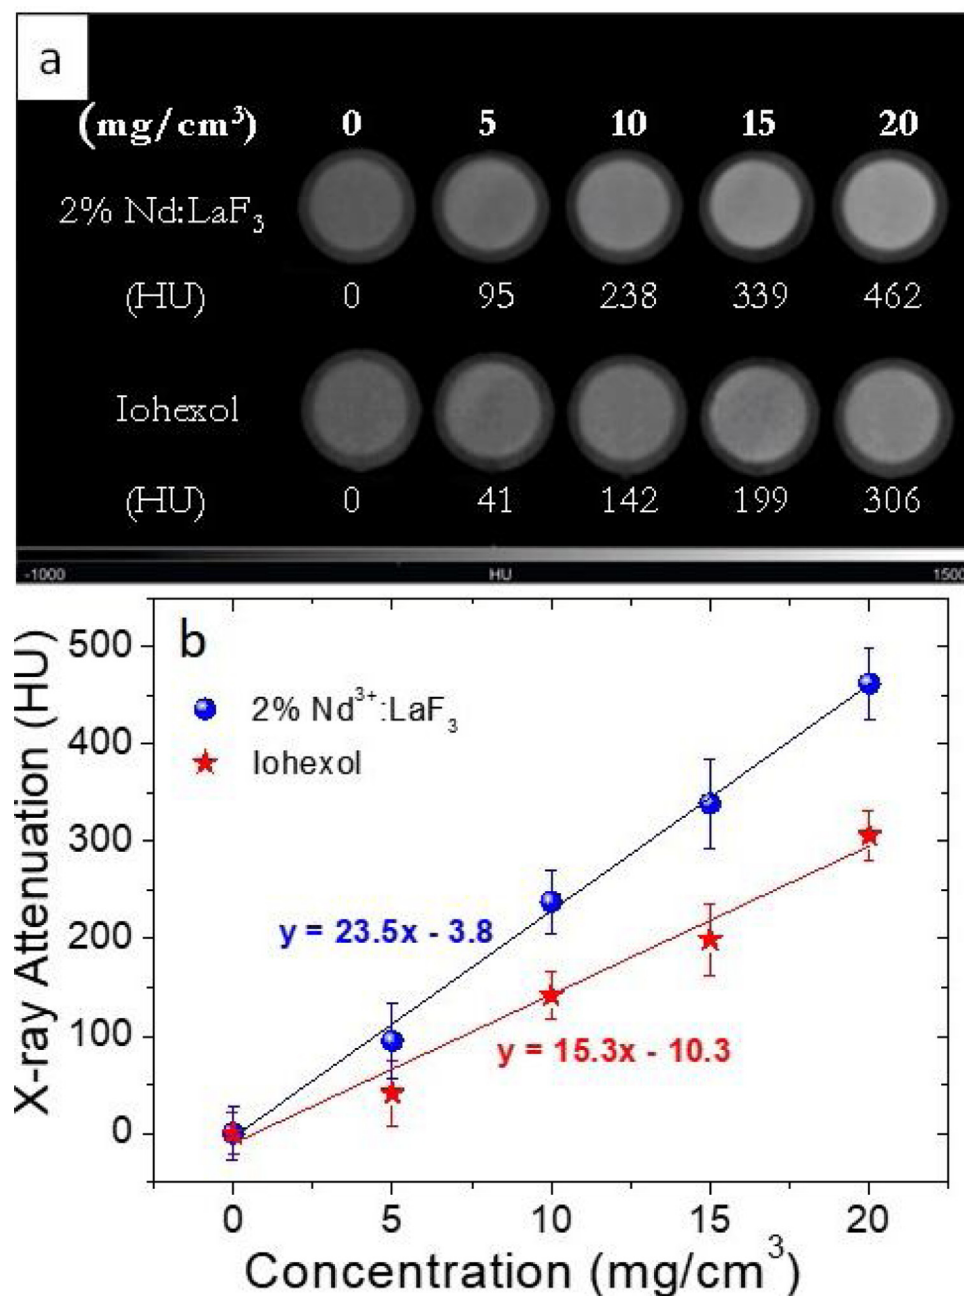 a
(mg/cm³) 0 5 10 15 20
2% Nd:LaF₃
(HU) 0 95 238 339 462
Iohexol
(HU) 0 41 142 199 306
-1000 HU 1500
b
500
400
300
200
100
0
X-ray Attenuation (HU)
2% Nd³⁺:LaF₃
Iohexol
y = 23.5x - 3.8
y = 15.3x - 10.3
0 5 10 15 20
Concentration (mg/cm³)